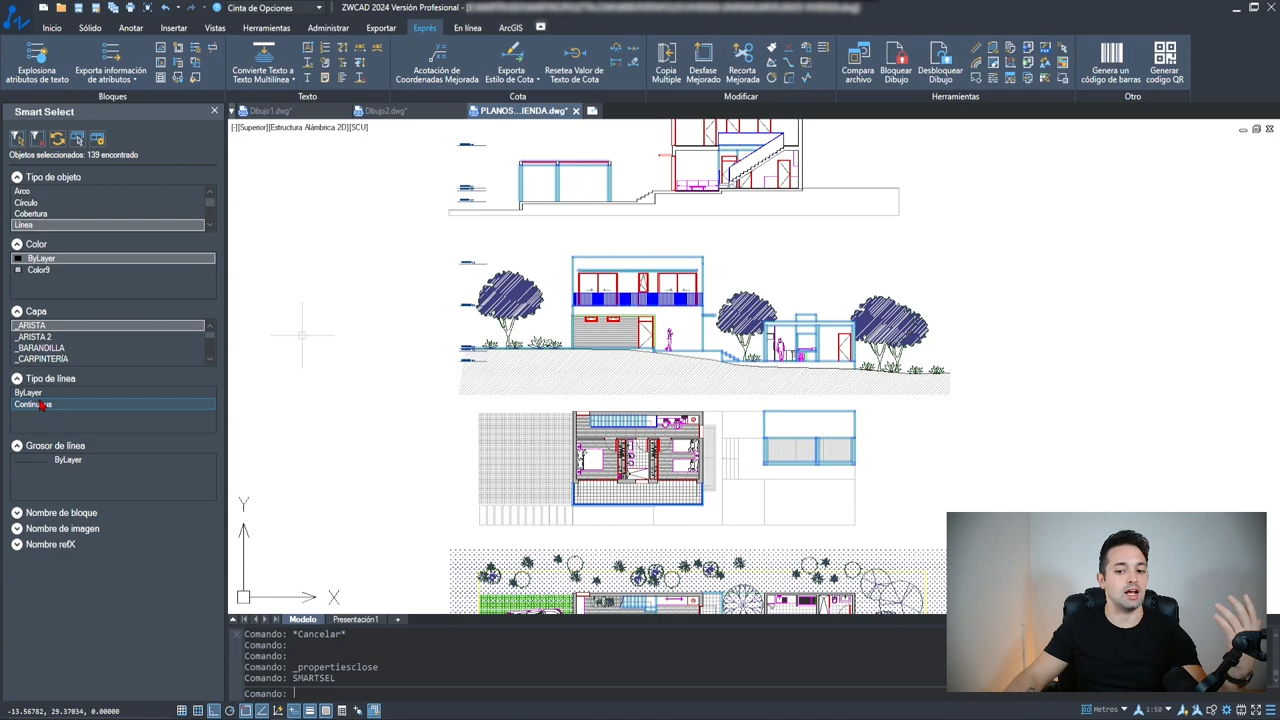 Cinta de Opciones
ZWCAD 2024 Versión Profesional - [
Inicio Sólido Anotar Insertar Vistas Herramientas Administrar Exportar Exprés En línea ArcGIS
Explosiona atributos de texto
Exportar información de atributos
Convierte Texto a Texto Multilínea
Acotación de Coordenadas Mejorada
Exporta Estilo de Cota
Resetea Valor de Texto de Cota
Copia Múltiple
Desfase Mejorada
Recorta Mejorada
Compara archivo
Bloquear Dibujo
Desbloquear Dibujo
Genera un código de barras
Generar código QR
Bloques Texto Cota Modificar Herramientas Otro
Smart Select
Dibujo1.dwg* Dibujo2.dwg* PLANOS...IENDA.dwg*
[-][Superior][Estructura Alámbrica 2D][SCU]
Objetos seleccionados: 139 encontrado
Tipo de objeto
Arco
Círculo
Cobertura
Línea
Color
ByLayer
Color9
Capa
_ARISTA
_ARISTA 2
_BARANDILLA
_CARPINTERÍA
Tipo de línea
ByLayer
Grosor de línea
ByLayer
Nombre de bloque
Nombre de imagen
Nombre refX
Y
X
Modelo Presentación1 +
Comando: *Cancelar*
Comando:
Comando:
Comando: _propertiesclose
Comando: SMARTSEL
Comando:
-13.56782, 29.37034, 0.00000
Metros 1:50